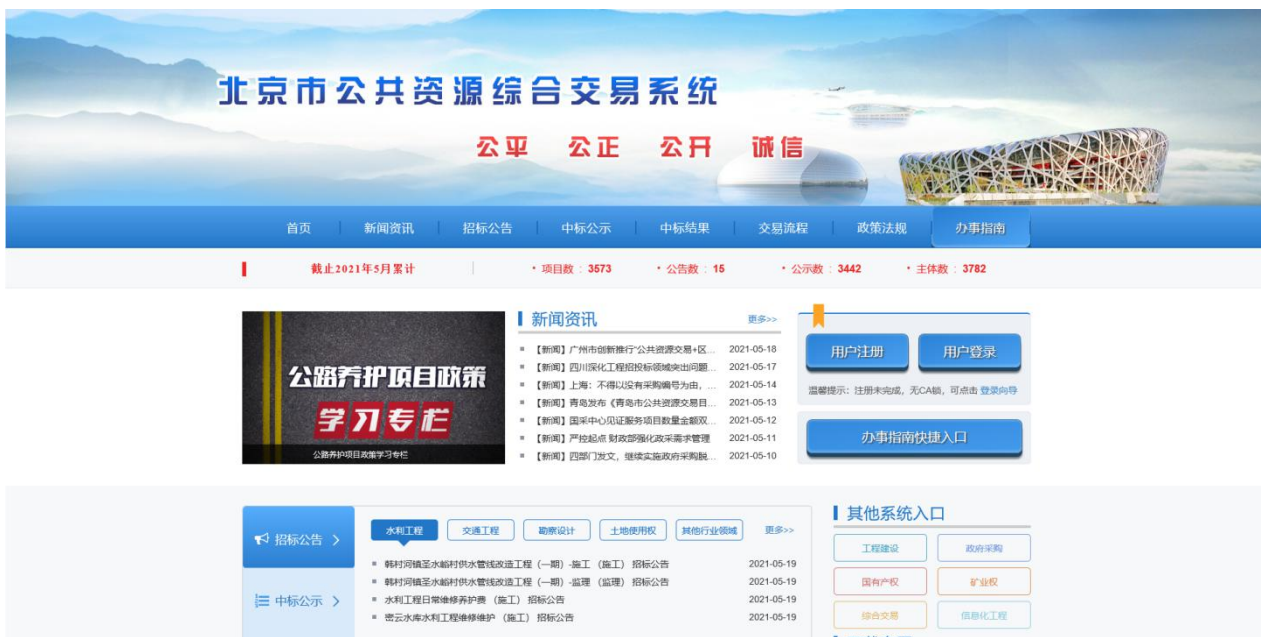 北京市公共资源综合交易系统
公平 公正 公开 诚信
首页 新闻资讯 招标公告 中标公示 中标结果 交易流程 政策法规 办事指南
截止2021年5月累计 · 项目数：3573 · 公告数：15 · 公示数：3442 · 主体数：3782
公路养护项目政策
学习专栏
公路养护项目政策学习专栏
新闻资讯 更多>>
【新闻】广州市创新推行“公共资源交易+区... 2021-05-18
【新闻】四川深化工程招投标领域突出问题... 2021-05-17
【新闻】上海：不得以没有采购编号为由，... 2021-05-14
【新闻】青岛发布《青岛市公共资源交易目... 2021-05-13
【新闻】国采中心见证服务项目数量金额双... 2021-05-12
【新闻】严控起点 财政部强化政采需求管理 2021-05-11
【新闻】四部门发文，继续实施政府采购脱... 2021-05-10
用户注册 用户登录
温馨提示：注册未完成，无CA锁，可点击 登录向导
办事指南快捷入口
招标公告 >
中标公示 >
水利工程 交通工程 勘察设计 土地使用权 其他行业领域 更多>>
韩村河镇圣水峪村供水管线改造工程（一期）-施工（施工）招标公告 2021-05-19
韩村河镇圣水峪村供水管线改造工程（一期）-监理（监理）招标公告 2021-05-19
水利工程日常维修养护费（施工）招标公告 2021-05-19
密云水库水利工程维修维护（施工）招标公告 2021-05-19
其他系统入口
工程建设 政府采购
国有产权 矿业权
综合交易 信息化工程